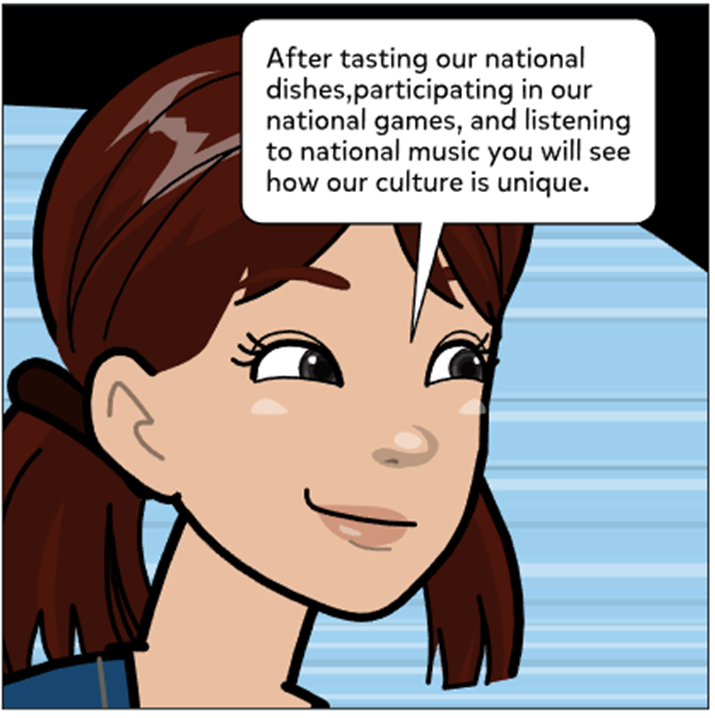 After tasting our national
dishes,participating in our
national games, and listening
to national music you will see
how our culture is unique.